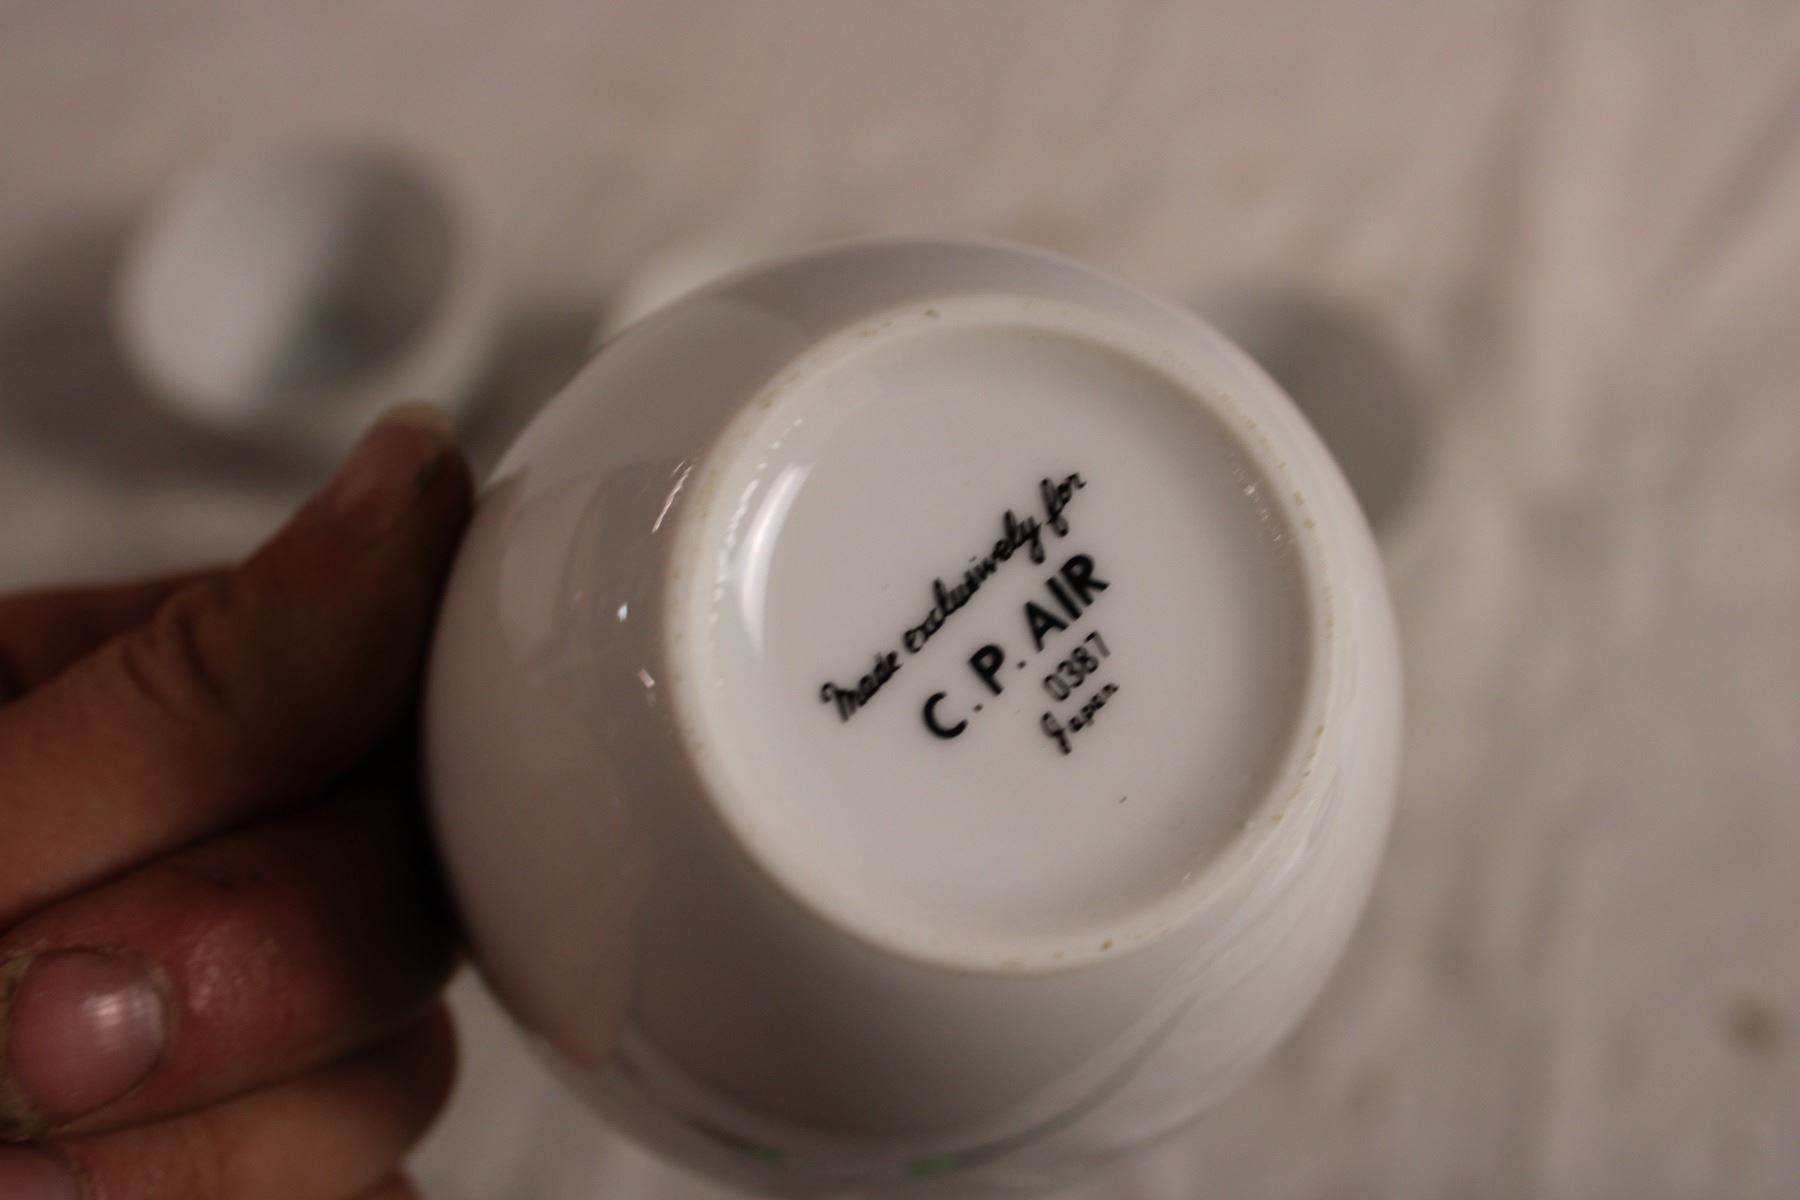 Made exclusively for
C. P. AIR
0387
Japan